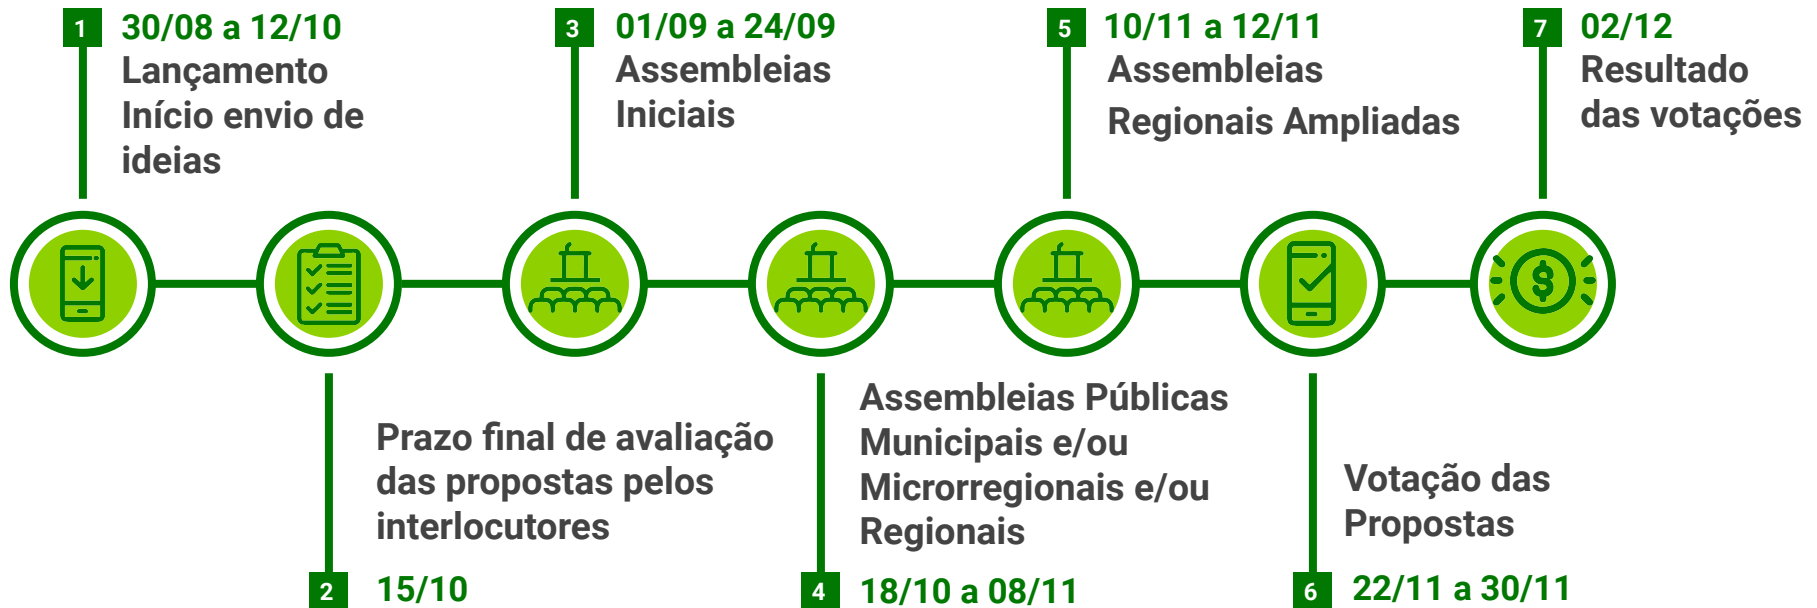 1
30/08 a 12/10
Lançamento
Início envio de
ideias
Prazo final de avaliação
das propostas pelos
interlocutores
2
15/10
3
01/09 a 24/09
Assembleias
Iniciais
Assembleias Públicas
Municipais e/ou
Microrregionais e/ou
Regionais
4
18/10 a 08/11
5
10/11 a 12/11
Assembleias
Regionais Ampliadas
Votação das
Propostas
6
22/11 a 30/11
7
02/12
Resultado
das votações
$